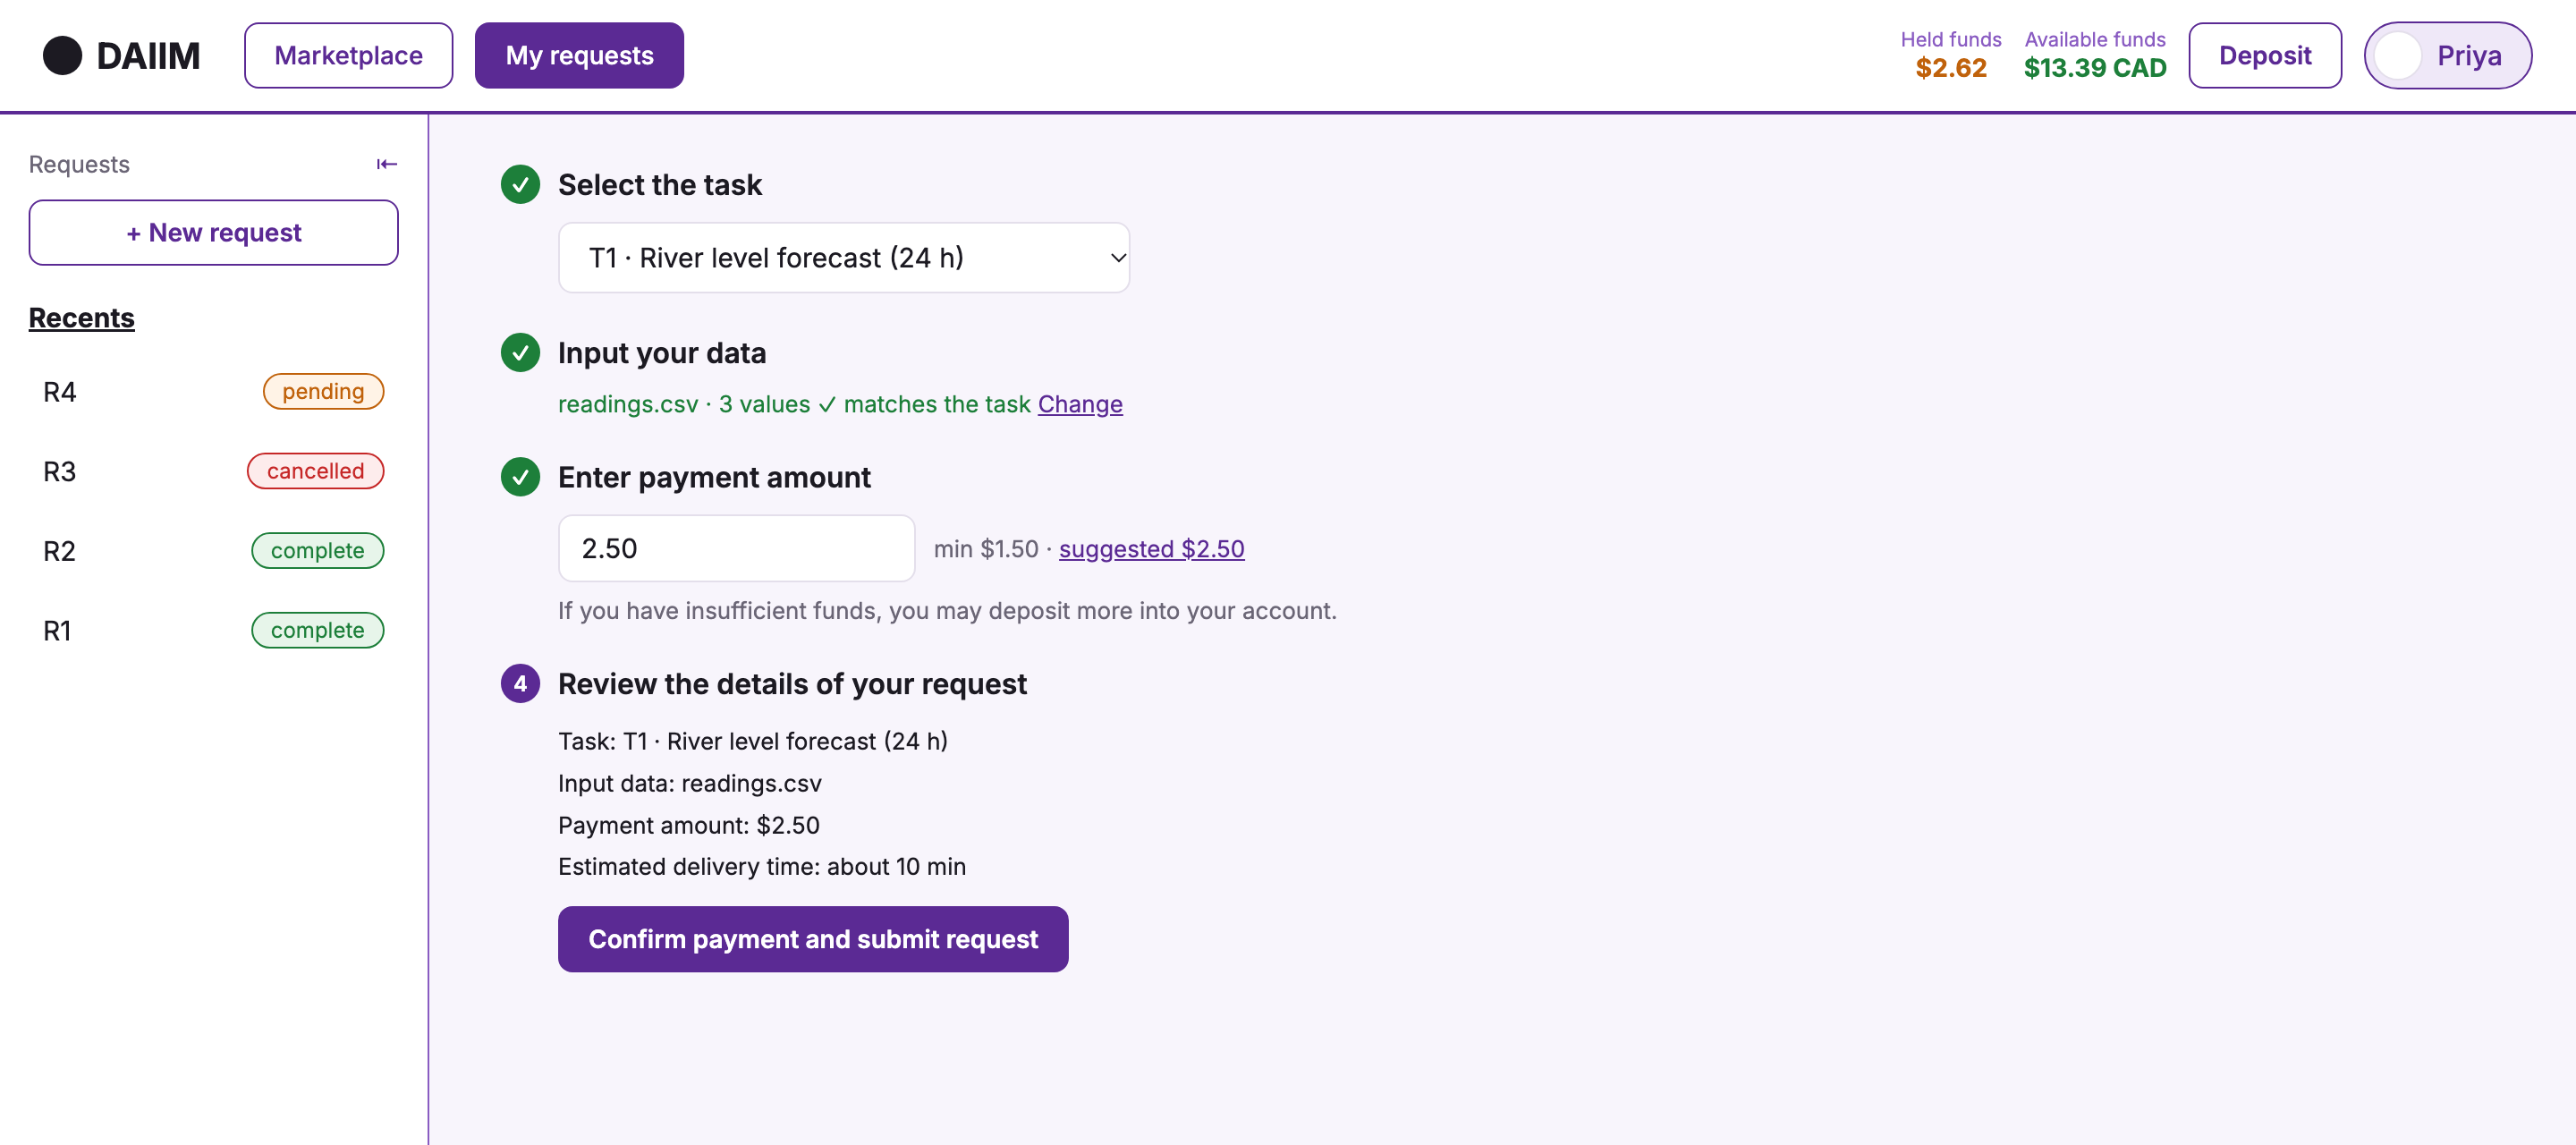 DAIIM
Marketplace
My requests
Held funds
$2.62
Available funds
$13.39 CAD
Deposit
Priya
Requests
+ New request
Recents
R4 pending
R3 cancelled
R2 complete
R1 complete
Select the task
T1 · River level forecast (24 h)
Input your data
readings.csv · 3 values ✓ matches the task Change
Enter payment amount
2.50 min $1.50 · suggested $2.50
If you have insufficient funds, you may deposit more into your account.
4 Review the details of your request
Task: T1 · River level forecast (24 h)
Input data: readings.csv
Payment amount: $2.50
Estimated delivery time: about 10 min
Confirm payment and submit request